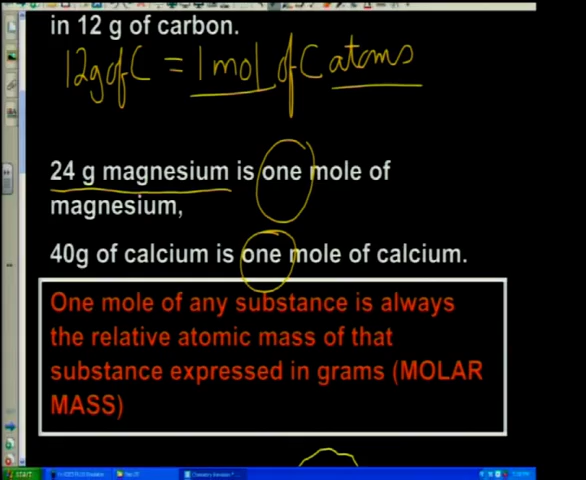 in 12 g of carbon.
12g of C = 1 mol of C atoms
24 g magnesium is one mole of
magnesium,
40g of calcium is one mole of calcium.
One mole of any substance is always
the relative atomic mass of that
substance expressed in grams (MOLAR
MASS)
START